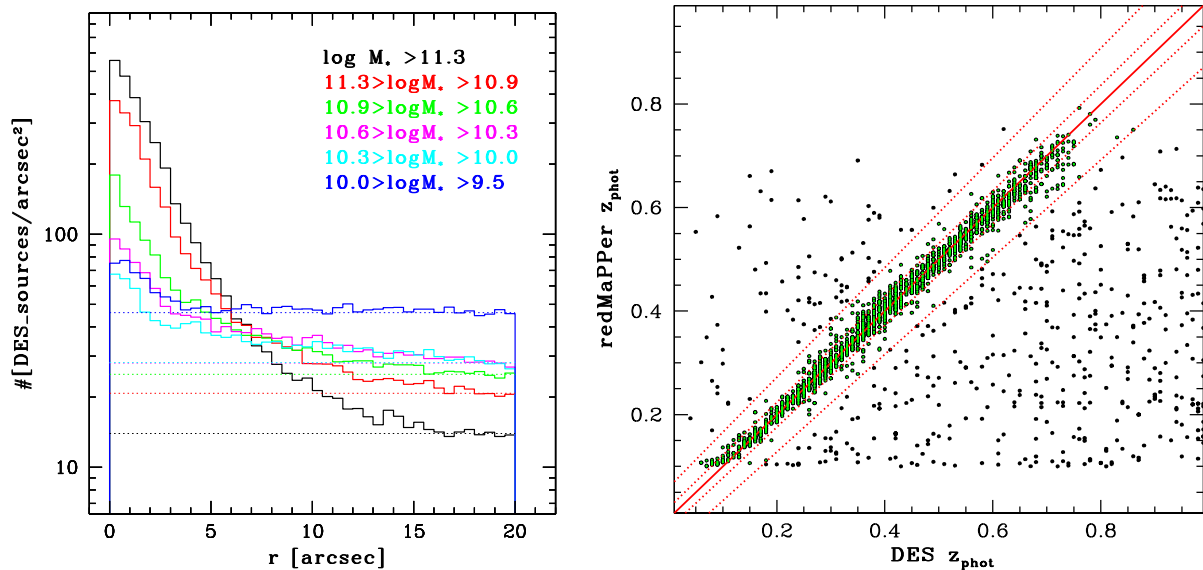 #[DES_sources/arcsec²]
100
10
log M* >11.3
11.3>logM* >10.9
10.9>logM* >10.6
10.6>logM* >10.3
10.3>logM* >10.0
10.0>logM* >9.5
0 5 10 15 20
r [arcsec]
redMaPPer z_phot
0.8
0.6
0.4
0.2
0.2 0.4 0.6 0.8
DES z_phot